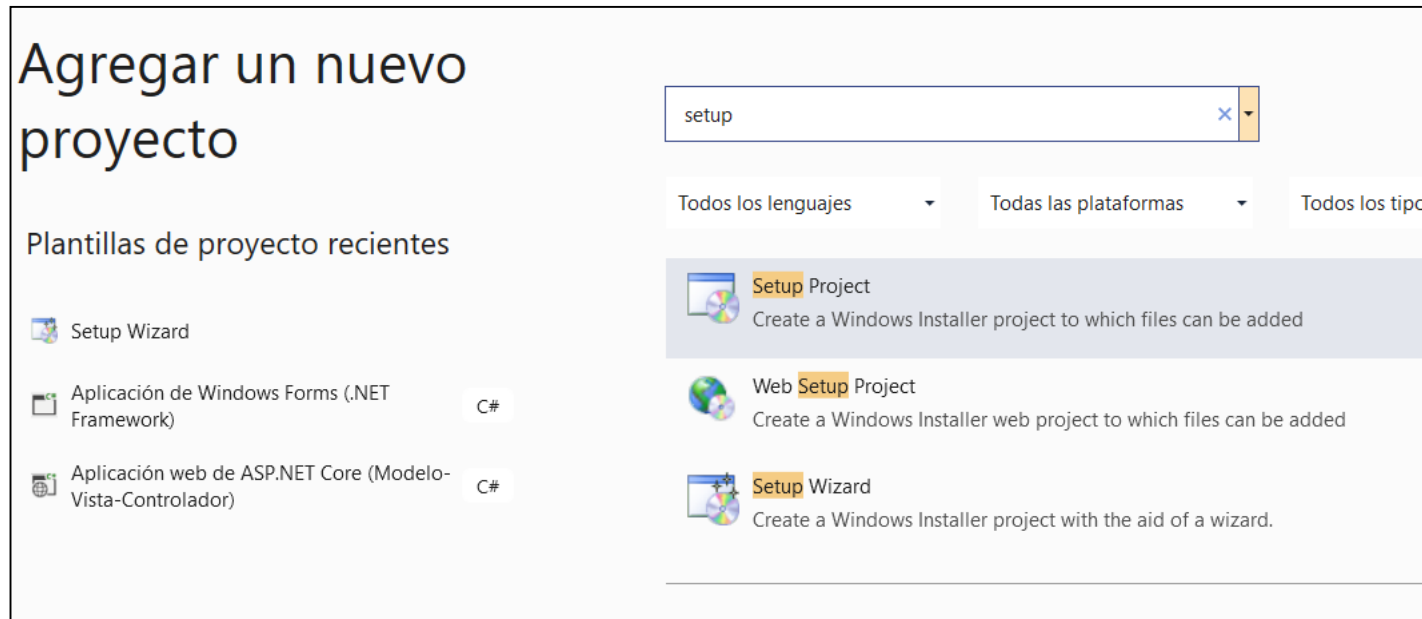 Agregar un nuevo
proyecto
Plantillas de proyecto recientes
Setup Wizard
Aplicación de Windows Forms (.NET
Framework)
C#
Aplicación web de ASP.NET Core (Modelo-
Vista-Controlador)
C#
setup
Todos los lenguajes
Todas las plataformas
Todos los tipo
Setup Project
Create a Windows Installer project to which files can be added
Web Setup Project
Create a Windows Installer web project to which files can be added
Setup Wizard
Create a Windows Installer project with the aid of a wizard.